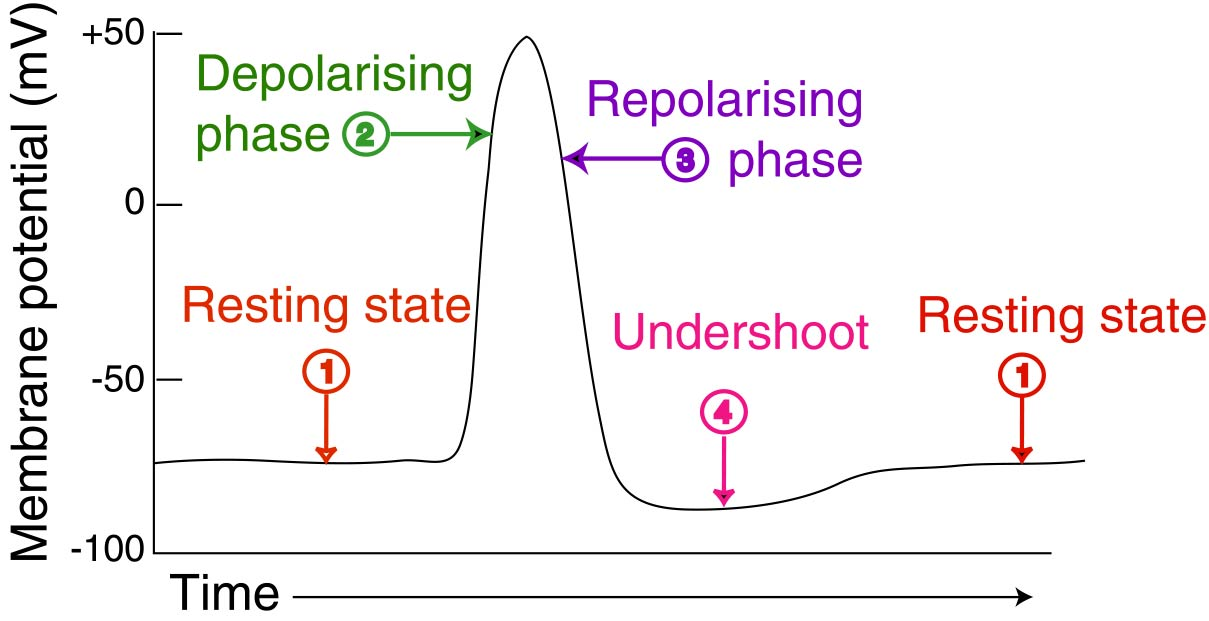 Membrane potential (mV)
+50
0
-50
-100
Depolarising
phase 2
Repolarising
3 phase
Resting state
1
Undershoot
4
Resting state
1
Time